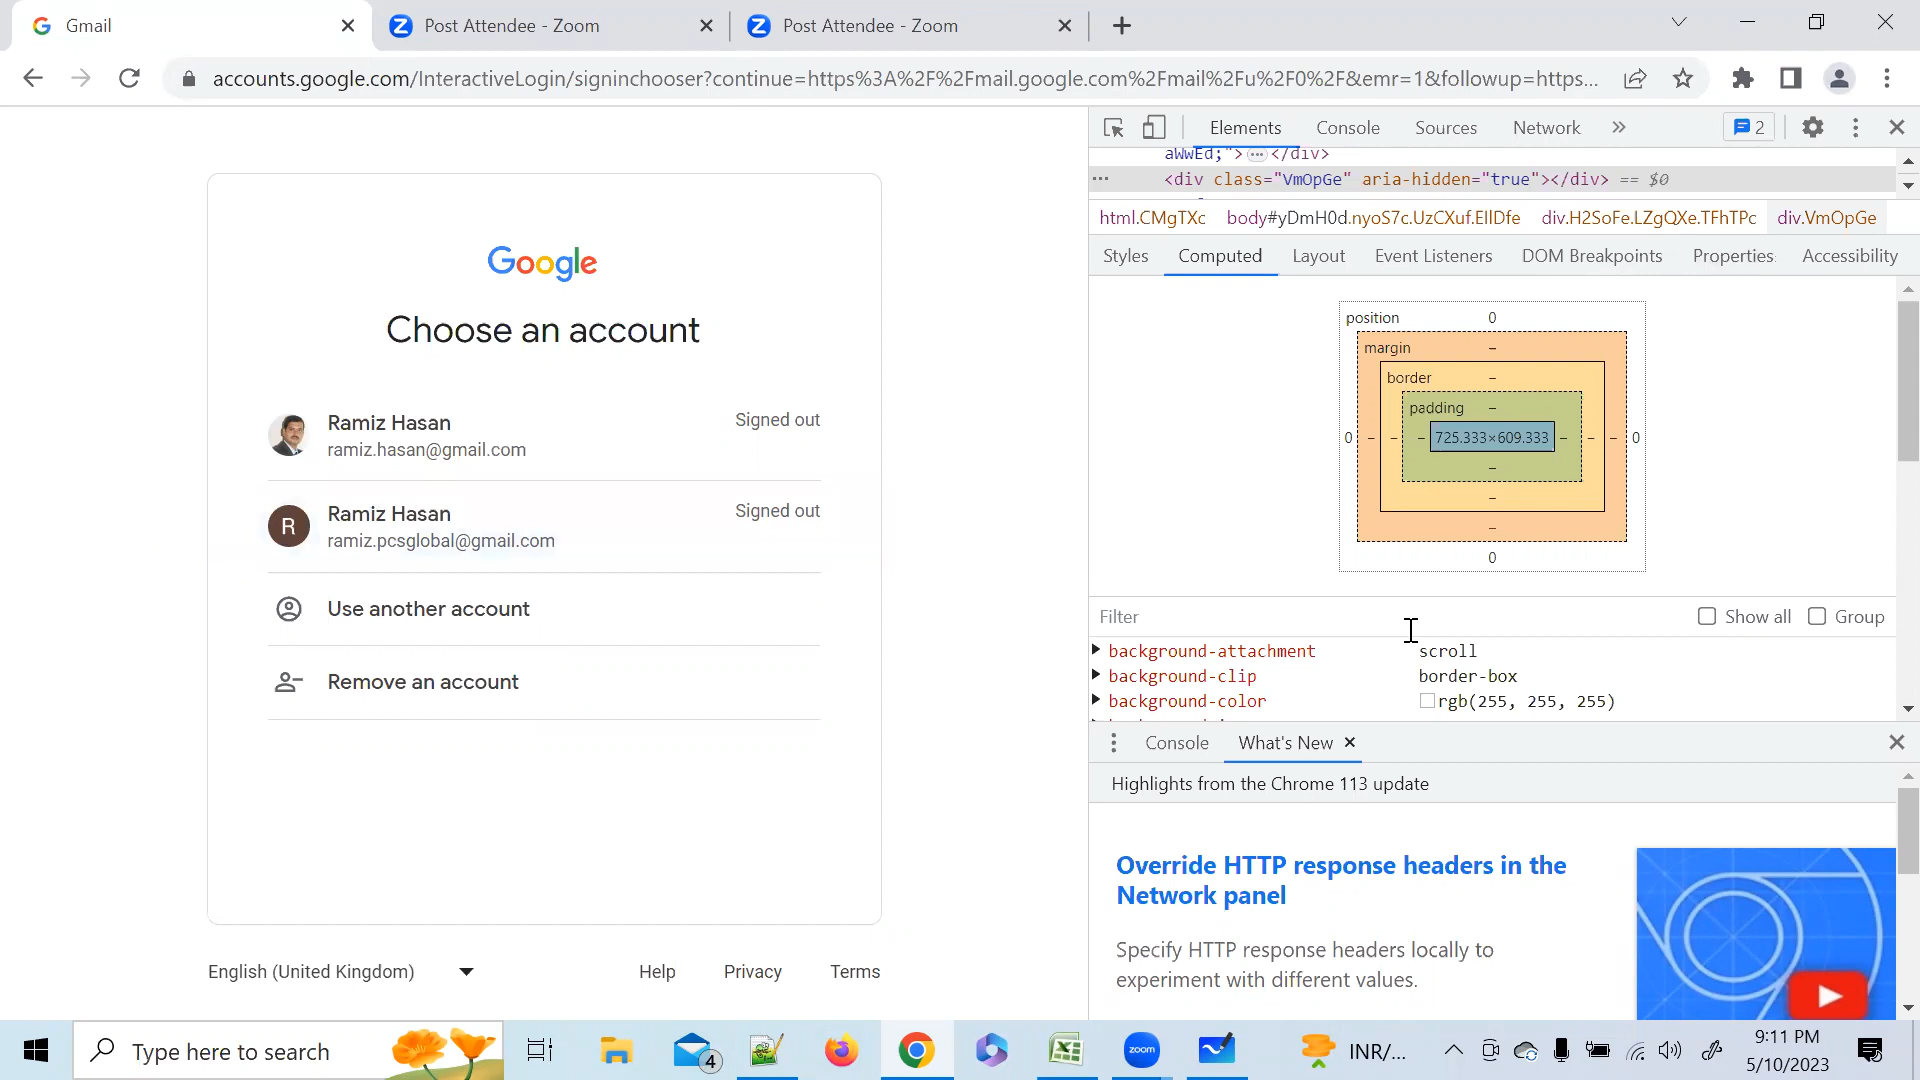 Gmail
Post Attendee - Zoom
Post Attendee - Zoom
accounts.google.com/InteractiveLogin/signinchooser?continue=https%3A%2F%2Fmail.google.com%2Fmail%2Fu%2F0%2F&emr=1&followup=https...
Google
Choose an account
Ramiz Hasan
Signed out
ramiz.hasan@gmail.com
R
Ramiz Hasan
Signed out
ramiz.pcsglobal@gmail.com
Use another account
Remove an account
English (United Kingdom)
Help
Privacy
Terms
Elements
Console
Sources
Network
2
aWwEd;">…</div>
<div class="VmOpGe" aria-hidden="true"></div> == $0
html.CMgTXc
body#yDmH0d.nyoS7c.UzCXuf.EIlDfe
div.H2SoFe.LZgQXe.TFhTPc
div.VmOpGe
Styles
Computed
Layout
Event Listeners
DOM Breakpoints
Properties
Accessibility
position
0
margin
–
border
–
padding
–
0
–
–
–
725.333×609.333
–
–
–
0
–
–
–
0
Filter
Show all
Group
background-attachment
scroll
background-clip
border-box
background-color
rgb(255, 255, 255)
Console
What's New
Highlights from the Chrome 113 update
Override HTTP response headers in the
Network panel
Specify HTTP response headers locally to
experiment with different values.
Type here to search
4
zoom
INR/...
9:11 PM
5/10/2023